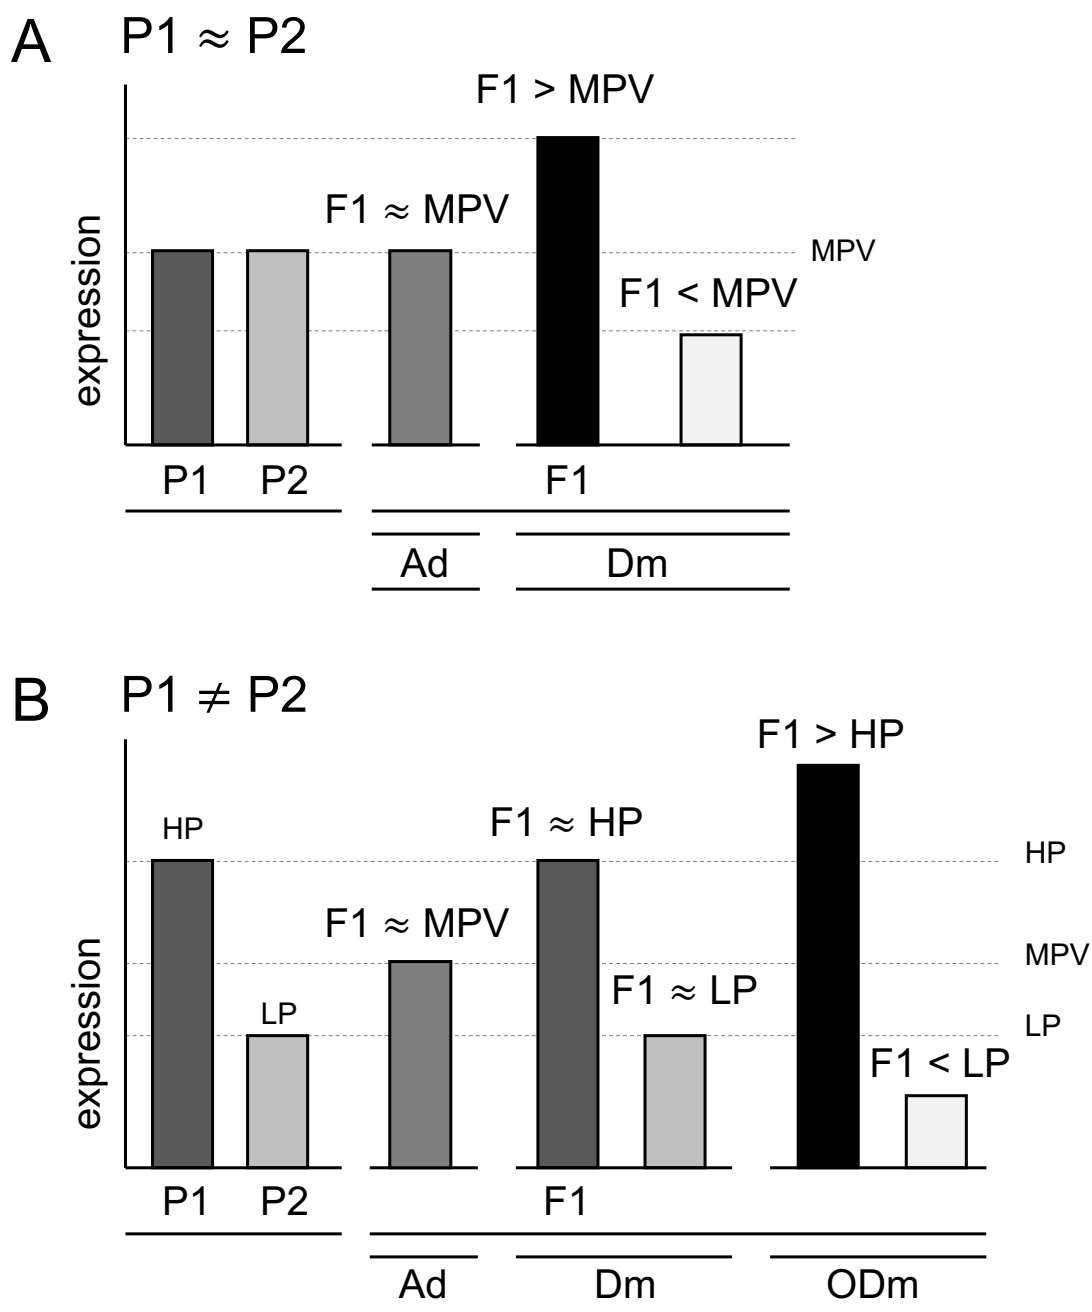 A
P1 ≈ P2
F1 > MPV
F1 ≈ MPV
MPV
F1 < MPV
expression
P1 P2 F1
Ad Dm
B
P1 ≠ P2
F1 > HP
HP
F1 ≈ HP
HP
F1 ≈ MPV
MPV
F1 ≈ LP
LP
LP
F1 < LP
expression
P1 P2 F1
Ad Dm ODm